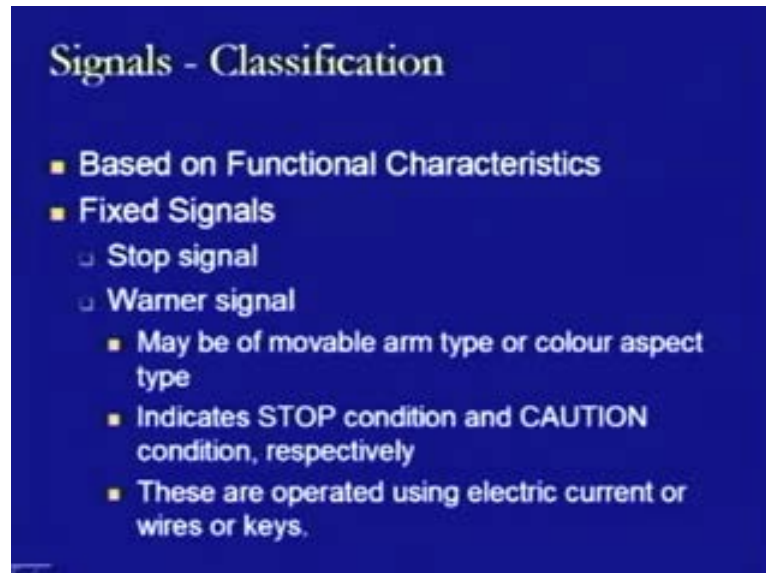 Signals - Classification
Based on Functional Characteristics
Fixed Signals
Stop signal
Warner signal
May be of movable arm type or colour aspect
type
Indicates STOP condition and CAUTION
condition, respectively
These are operated using electric current or
wires or keys.